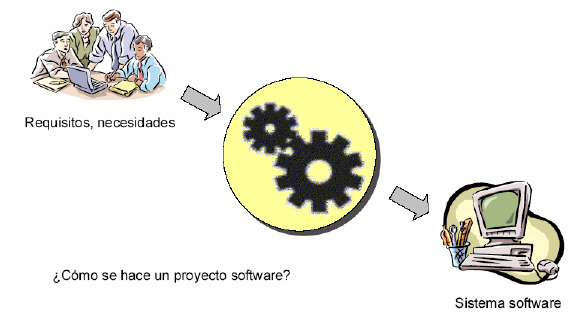 Requisitos, necesidades
¿Cómo se hace un proyecto software?
Sistema software